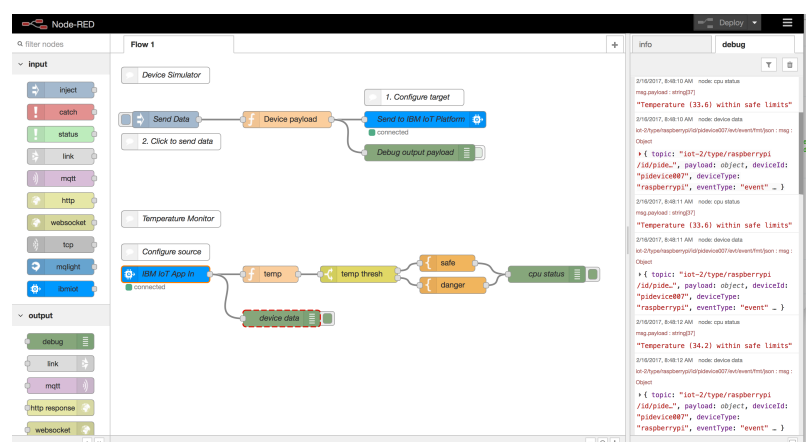 Node-RED
Deploy
filter nodes
input
inject
catch
status
link
mqtt
http
websocket
tcp
mqlight
ibmiot
output
debug
link
mqtt
http response
websocket
Flow 1
Device Simulator
1. Configure target
Send Data
Device payload
Send to IBM IoT Platform
connected
2. Click to send data
Debug output payload
Temperature Monitor
Configure source
IBM IoT App In
connected
temp
temp thresh
safe
danger
cpu status
device data
info
debug
2/16/2017, 8:48:10 AM node: cpu status
msg.payload : string[37]
"Temperature (33.6) within safe limits"
2/16/2017, 8:48:10 AM node: device data
iot-2/type/raspberrypi/id/pidevice007/evt/event/fmt/json : msg :
Object
{ topic: "iot-2/type/raspberrypi
/id/pide…", payload: object, deviceId:
"pidevice007", deviceType:
"raspberrypi", eventType: "event" … }
2/16/2017, 8:48:11 AM node: cpu status
msg.payload : string[37]
"Temperature (33.6) within safe limits"
2/16/2017, 8:48:11 AM node: device data
iot-2/type/raspberrypi/id/pidevice007/evt/event/fmt/json : msg :
Object
{ topic: "iot-2/type/raspberrypi
/id/pide…", payload: object, deviceId:
"pidevice007", deviceType:
"raspberrypi", eventType: "event" … }
2/16/2017, 8:48:12 AM node: cpu status
msg.payload : string[37]
"Temperature (34.2) within safe limits"
2/16/2017, 8:48:12 AM node: device data
iot-2/type/raspberrypi/id/pidevice007/evt/event/fmt/json : msg :
Object
{ topic: "iot-2/type/raspberrypi
/id/pide…", payload: object, deviceId:
"pidevice007", deviceType:
"raspberrypi", eventType: "event" … }